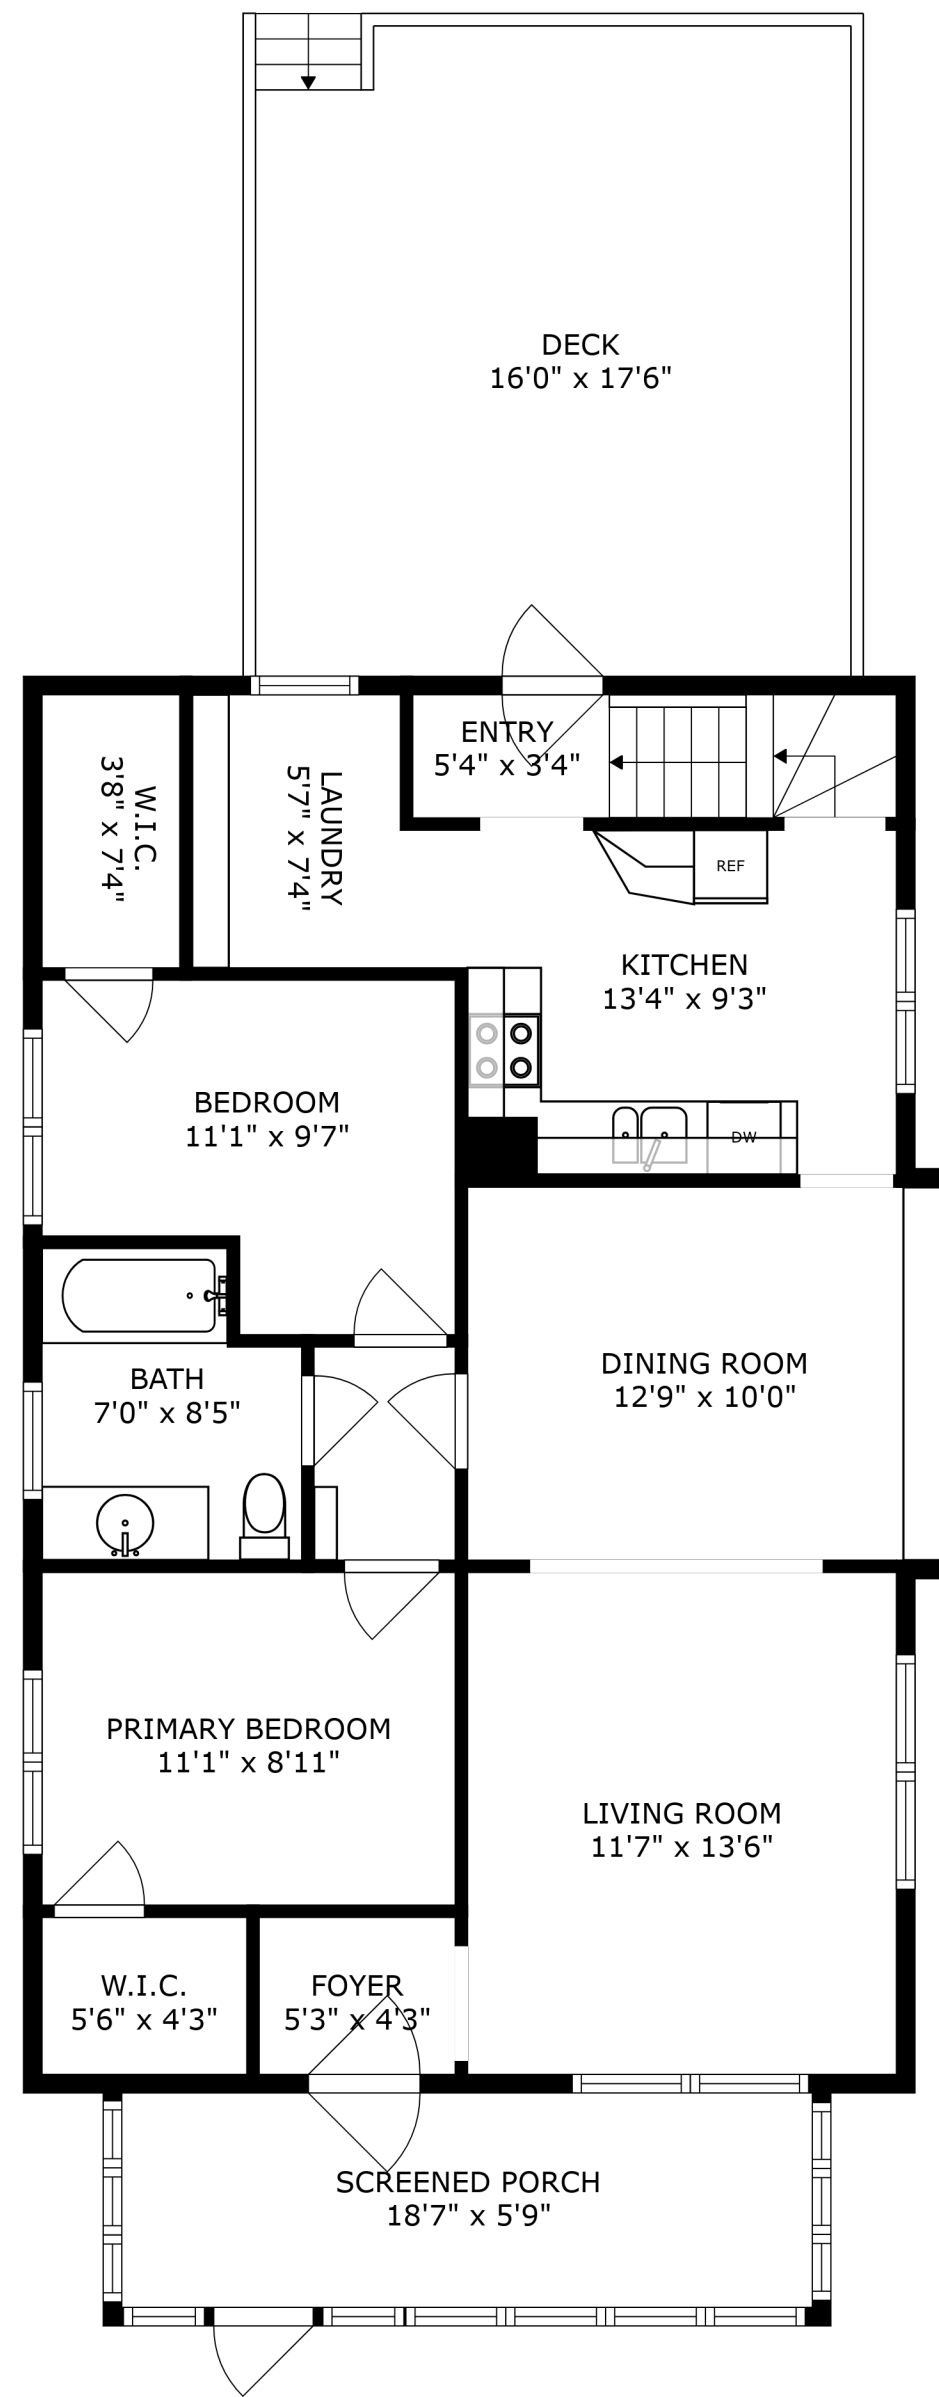 DECK
16'0" x 17'6"
ENTRY
5'4" x 3'4"
W.I.C.
3'8" x 7'4"
LAUNDRY
5'7" x 7'4"
REF
KITCHEN
13'4" x 9'3"
BEDROOM
11'1" x 9'7"
DW
DINING ROOM
12'9" x 10'0"
BATH
7'0" x 8'5"
PRIMARY BEDROOM
11'1" x 8'11"
LIVING ROOM
11'7" x 13'6"
W.I.C.
5'6" x 4'3"
FOYER
5'3" x 4'3"
SCREENED PORCH
18'7" x 5'9"